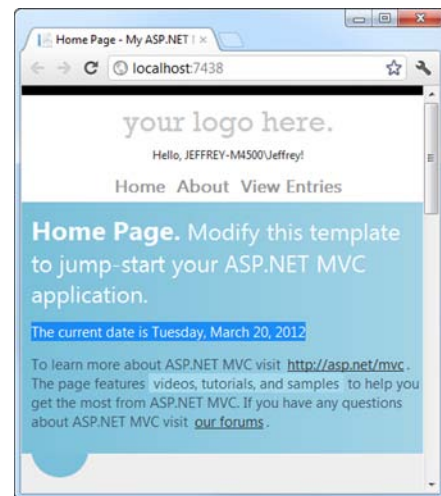 Home Page - My ASP.NET
localhost:7438
your logo here.
Hello, JEFFREY-M4500\Jeffrey!
Home About View Entries
Home Page. Modify this template
to jump-start your ASP.NET MVC
application.
The current date is Tuesday, March 20, 2012
To learn more about ASP.NET MVC visit http://asp.net/mvc .
The page features videos, tutorials, and samples to help you
get the most from ASP.NET MVC. If you have any questions
about ASP.NET MVC visit our forums .